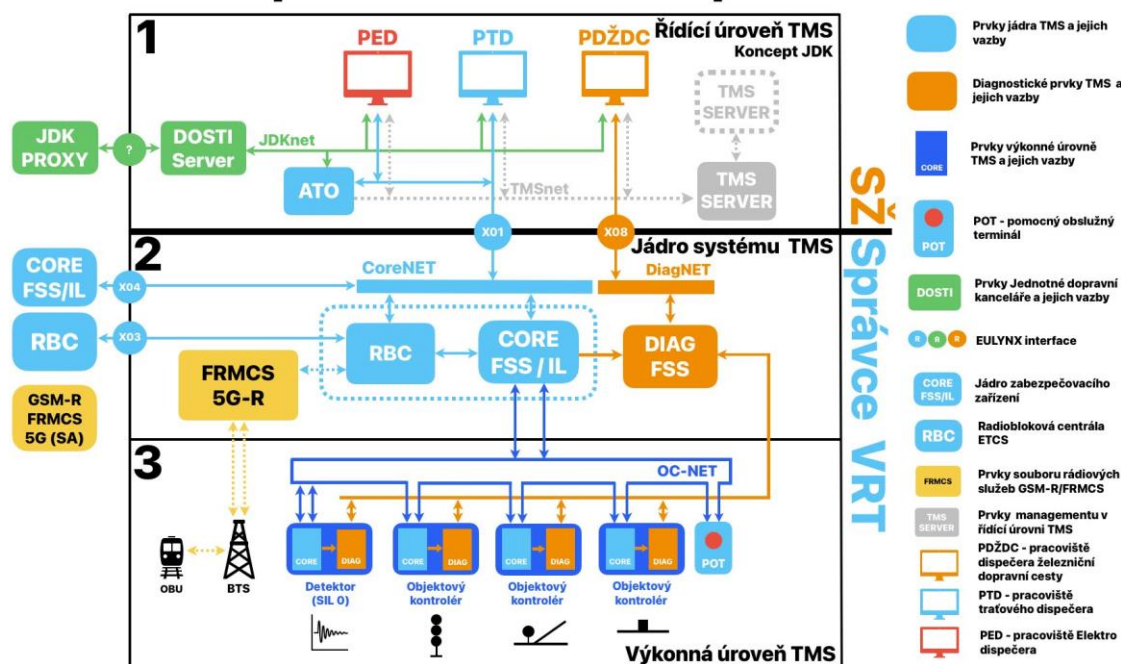 1
PED
PTD
PDŽDC
Řídící úroveň TMS
Koncept JDK
TMS
SERVER
JDK
PROXY
?
DOSTI
Server
JDKnet
ATO
TMSnet
TMS
SERVER
X01
X08
2
Jádro systému TMS
CORE
FSS/IL
X04
CoreNET
DiagNET
RBC
X03
RBC
CORE
FSS / IL
DIAG
FSS
FRMCS
5G-R
GSM-R
FRMCS
5G (SA)
3
OC-NET
CORE
DIAG
CORE
DIAG
CORE
DIAG
CORE
DIAG
POT
OBU
BTS
Detektor
(SIL 0)
Objektový
kontrolér
Objektový
kontrolér
Objektový
kontrolér
Výkonná úroveň TMS
SŽ Správce VRT
Prvky jádra TMS a jejich
vazby
Diagnostické prvky TMS a
jejich vazby
CORE
Prvky výkonné úrovně
TMS a jejich vazby
POT
POT - pomocný obslužný
terminál
DOSTI
Prvky Jednotné dopravní
kanceláře a jejich vazby
R R R
EULYNX interface
CORE
FSS/IL
Jádro zabezpečovacího
zařízení
RBC
Radiobloková centrála
ETCS
FRMCS
Prvky souboru rádiových
služeb GSM-R/FRMCS
TMS
SERVER
Prvky managementu v
řídící urovni TMS
PDŽDC - pracoviště
dispečera železniční
dopravní cesty
PTD - pracoviště
traťového dispečera
PED - pracoviště Elektro
dispečera